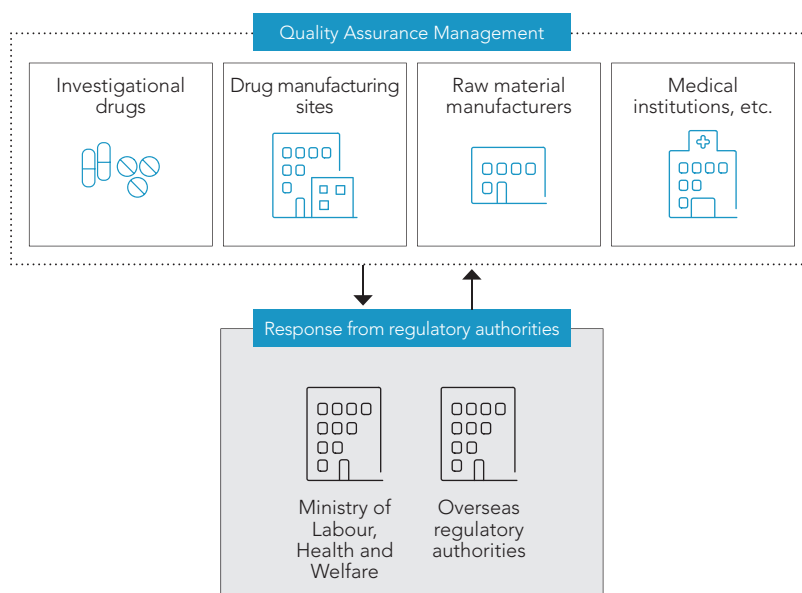 Quality Assurance Management
Investigational
drugs
Drug manufacturing
sites
Raw material
manufacturers
Medical
institutions, etc.
Response from regulatory authorities
Ministry of
Labour,
Health and
Welfare
Overseas
regulatory
authorities